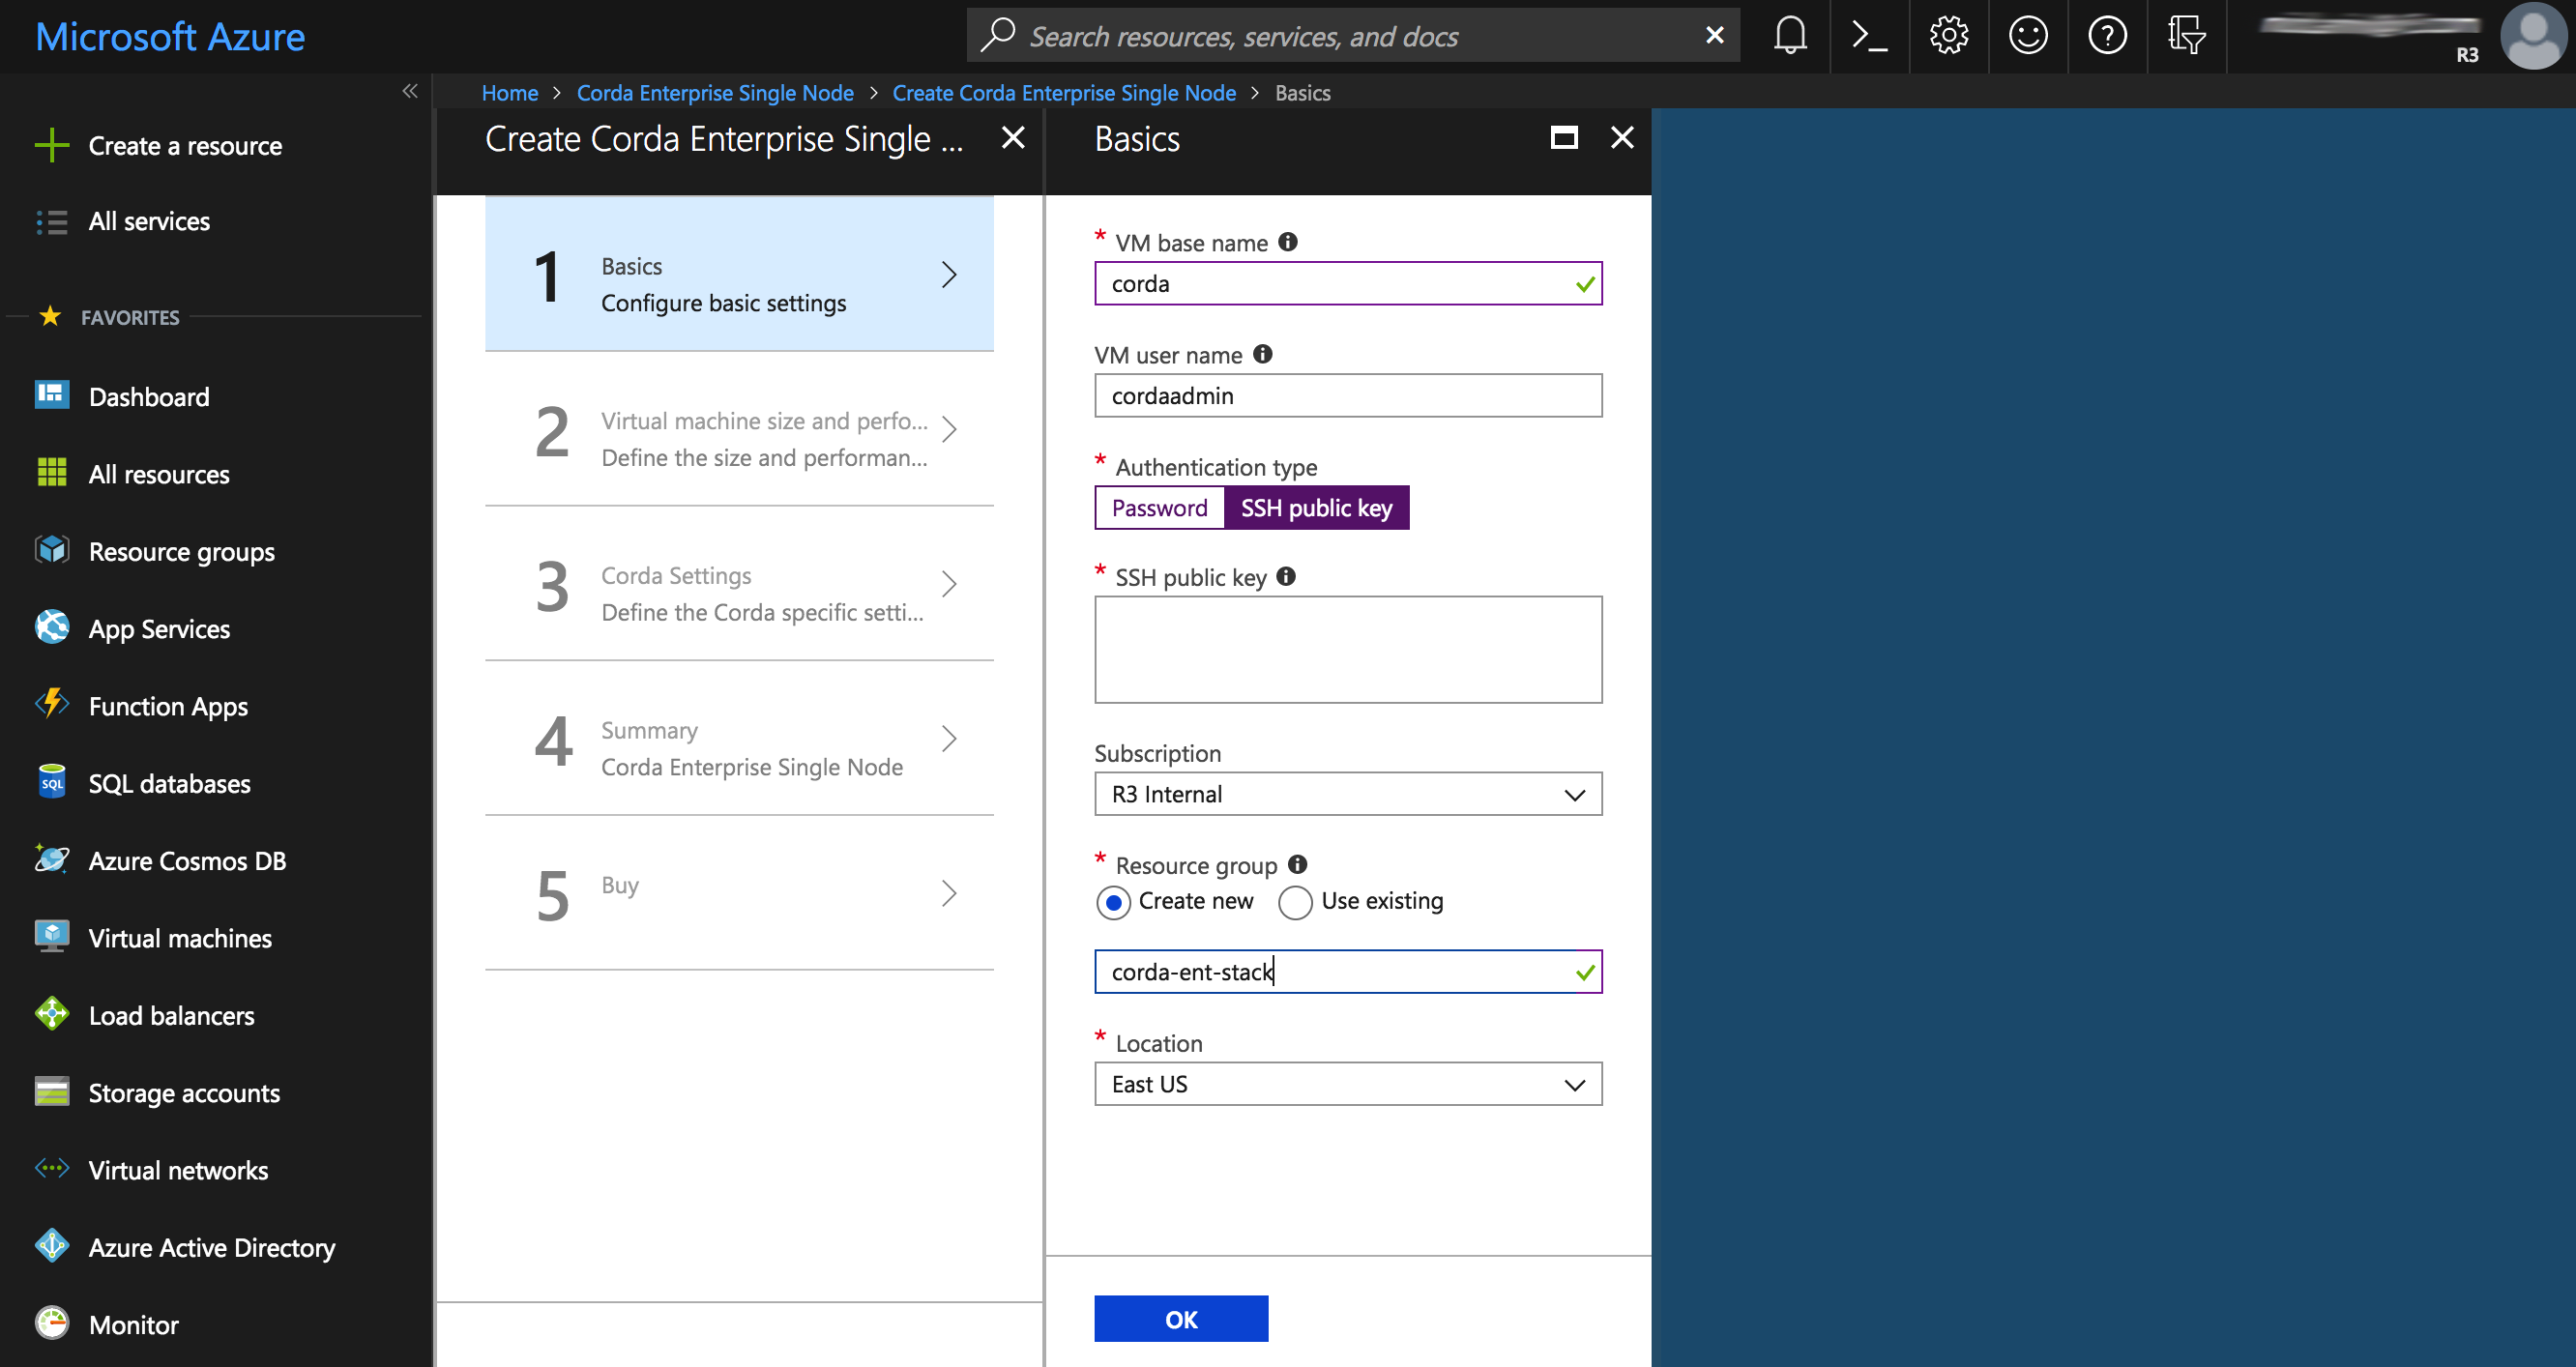 Microsoft Azure
Search resources, services, and docs
R3
Home > Corda Enterprise Single Node > Create Corda Enterprise Single Node > Basics
Create a resource
All services
FAVORITES
Dashboard
All resources
Resource groups
App Services
Function Apps
SQL databases
Azure Cosmos DB
Virtual machines
Load balancers
Storage accounts
Virtual networks
Azure Active Directory
Monitor
Create Corda Enterprise Single ...
1
Basics
Configure basic settings
2
Virtual machine size and perfo...
Define the size and performan...
3
Corda Settings
Define the Corda specific setti...
4
Summary
Corda Enterprise Single Node
5
Buy
Basics
* VM base name
corda
VM user name
cordaadmin
* Authentication type
Password SSH public key
* SSH public key
Subscription
R3 Internal
* Resource group
Create new Use existing
corda-ent-stack
* Location
East US
OK